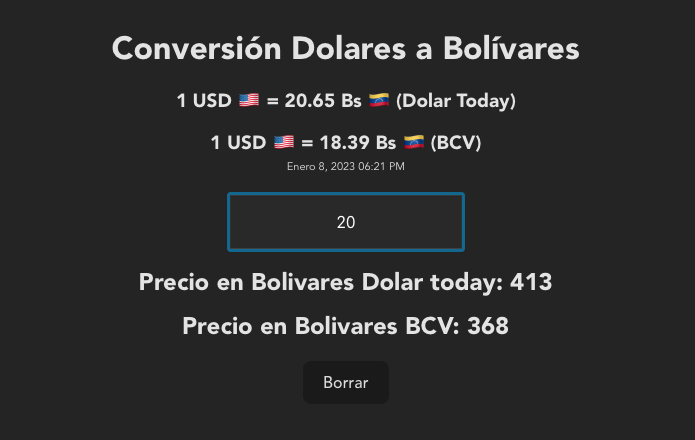 Conversión Dolares a Bolívares
1 USD 🇺🇸 = 20.65 Bs 🇻🇪 (Dolar Today)
1 USD 🇺🇸 = 18.39 Bs 🇻🇪 (BCV)
Enero 8, 2023 06:21 PM
20
Precio en Bolivares Dolar today: 413
Precio en Bolivares BCV: 368
Borrar